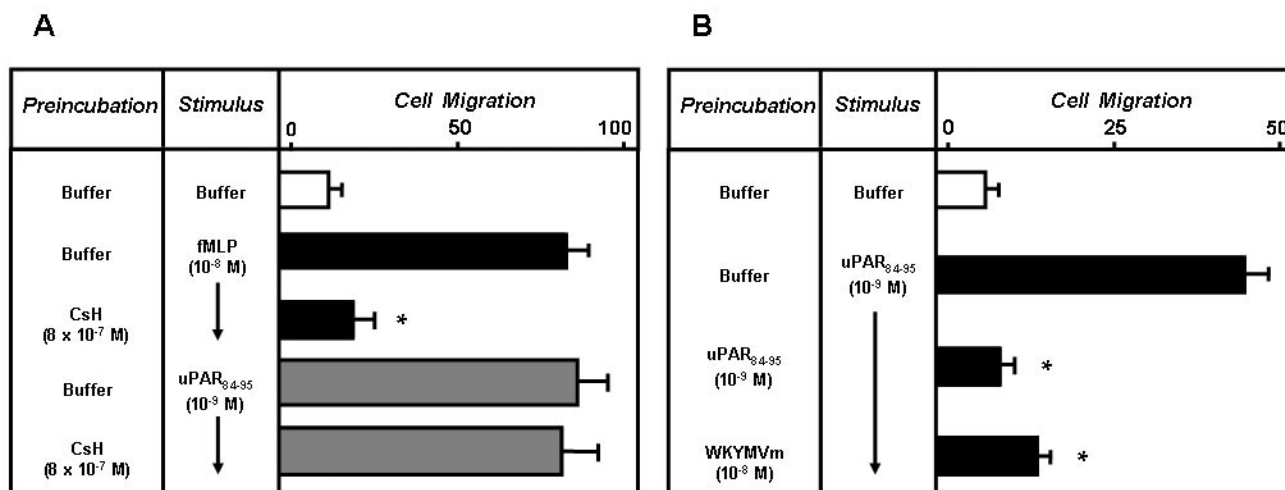 A
Preincubation Stimulus Cell Migration
0 50 100
Buffer Buffer
Buffer fMLP
(10⁻⁸ M)
CsH
(8 x 10⁻⁷ M) *
Buffer uPAR₈₄₋₉₅
(10⁻⁹ M)
CsH
(8 x 10⁻⁷ M)
B
Preincubation Stimulus Cell Migration
0 25 50
Buffer Buffer
Buffer uPAR₈₄₋₉₅
(10⁻⁹ M)
uPAR₈₄₋₉₅
(10⁻⁹ M) *
WKYMVm
(10⁻⁸ M) *